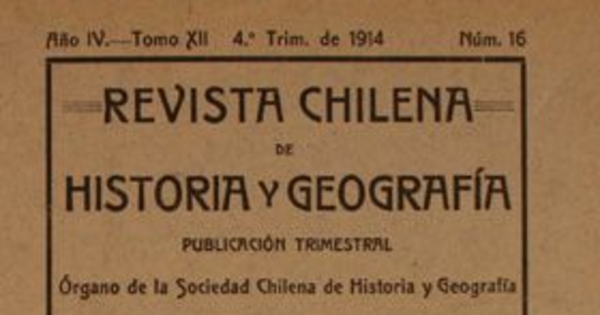 Año IV.—Tomo XII 4.º Trim. de 1914 Núm. 16
REVISTA CHILENA
DE
HISTORIA Y GEOGRAFÍA
PUBLICACIÓN TRIMESTRAL
Órgano de la Sociedad Chilena de Historia y Geografía